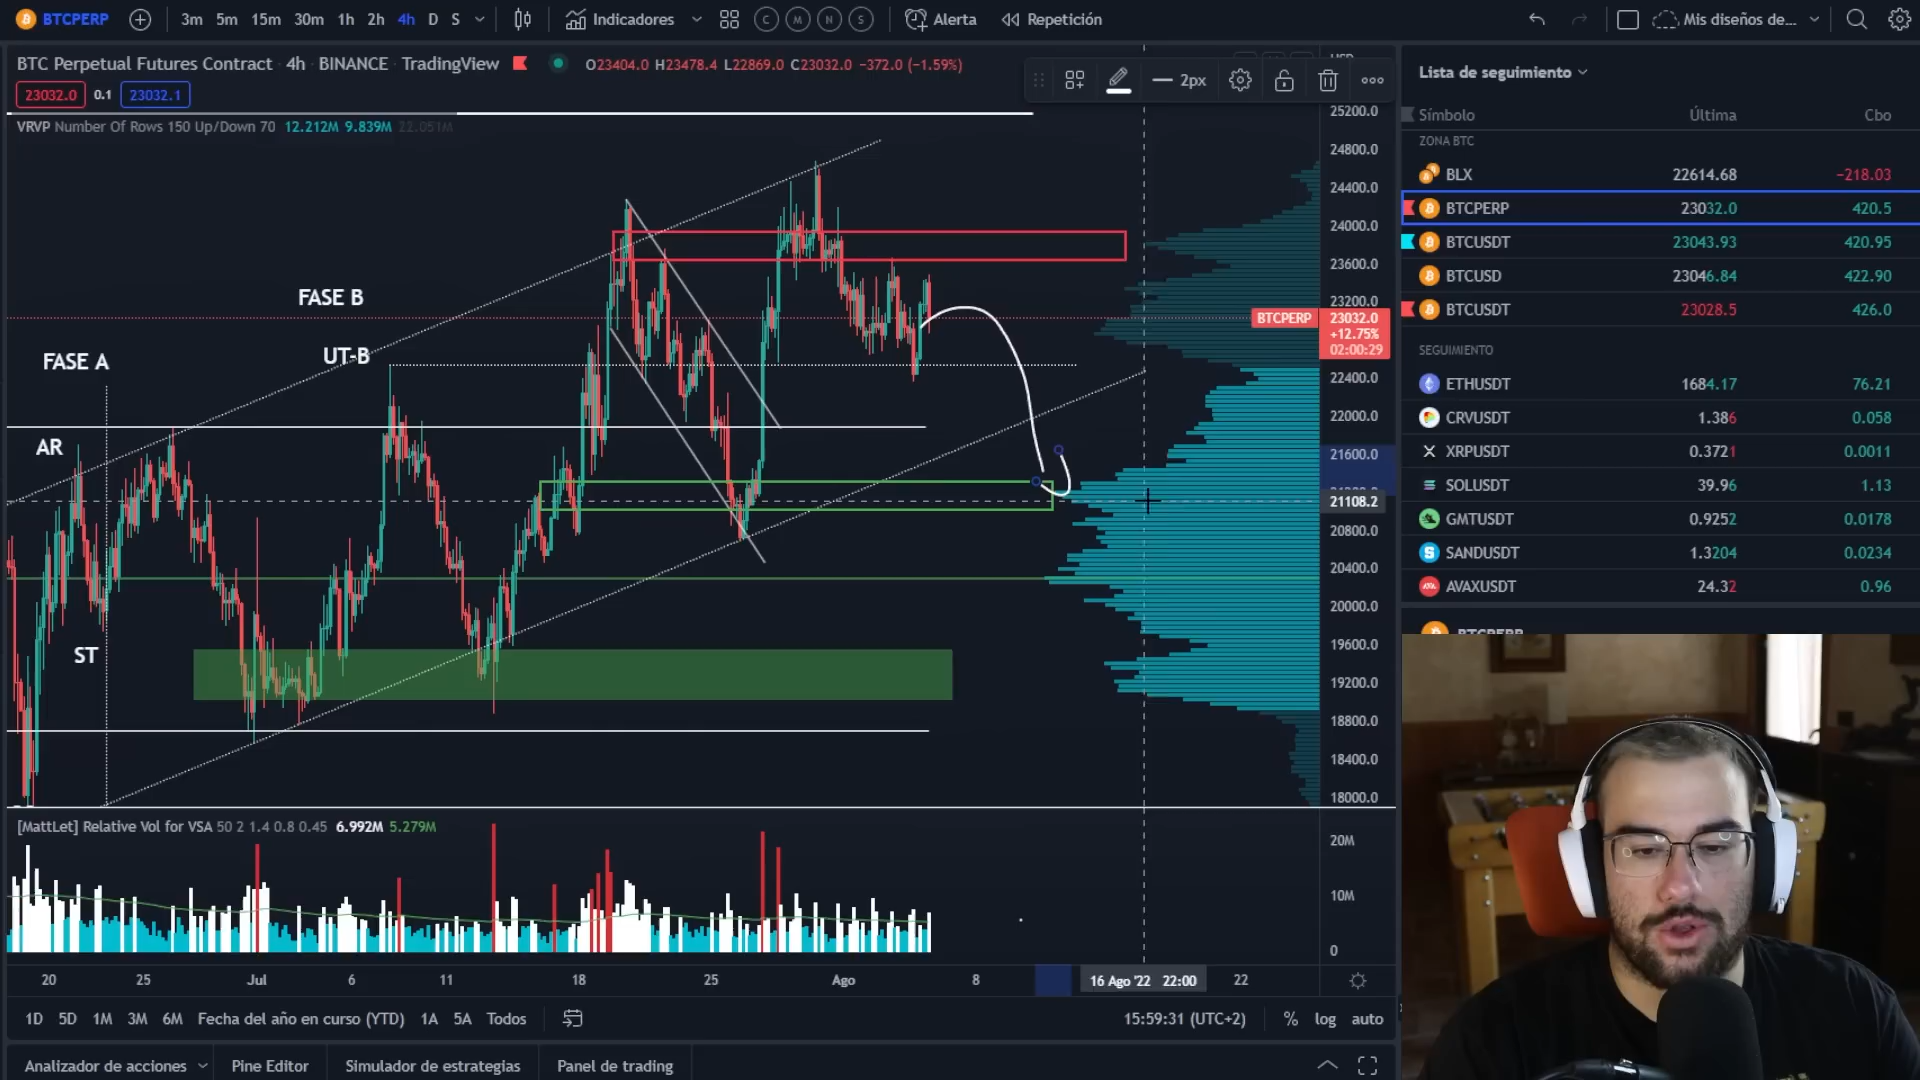 BTCPERP 3m 5m 15m 30m 1h 2h 4h D S Indicadores C M N S Alerta Repetición Mis diseños de...
BTC Perpetual Futures Contract · 4h · BINANCE · TradingView O23404.0 H23478.4 L22869.0 C23032.0 −372.0 (−1.59%)
23032.0 0.1 23032.1
2px
VRVP Number Of Rows 150 Up/Down 70 12.212M 9.839M 22.051M
25200.0
24800.0
24400.0
24000.0
23600.0
23200.0
BTCPERP 23032.0
+12.75%
02:00:29
22400.0
22000.0
21600.0
21108.2
20800.0
20400.0
20000.0
19600.0
19200.0
18800.0
18400.0
18000.0
FASE B
UT-B
FASE A
AR
ST
[MattLet] Relative Vol for VSA 50 2 1.4 0.8 0.45 6.992M 5.279M
20M
10M
0
20 25 Jul 6 11 18 25 Ago 8 16 Ago '22 22:00 22
1D 5D 1M 3M 6M Fecha del año en curso (YTD) 1A 5A Todos 15:59:31 (UTC+2) % log auto
Analizador de acciones Pine Editor Simulador de estrategias Panel de trading
Lista de seguimiento
Símbolo Última Cbo
ZONA BTC
BLX 22614.68 −218.03
BTCPERP 23032.0 420.5
BTCUSDT 23043.93 420.95
BTCUSD 23046.84 422.90
BTCUSDT 23028.5 426.0
SEGUIMIENTO
ETHUSDT 1684.17 76.21
CRVUSDT 1.386 0.058
XRPUSDT 0.3721 0.0011
SOLUSDT 39.96 1.13
GMTUSDT 0.9252 0.0178
SANDUSDT 1.3204 0.0234
AVAXUSDT 24.32 0.96
BTCPERP